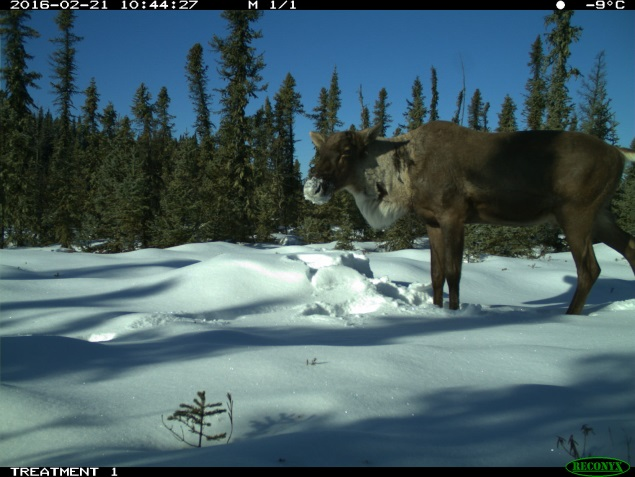 2016-02-21 10:44:27 M 1/1 ● -9°C
TREATMENT 1
RECONYX